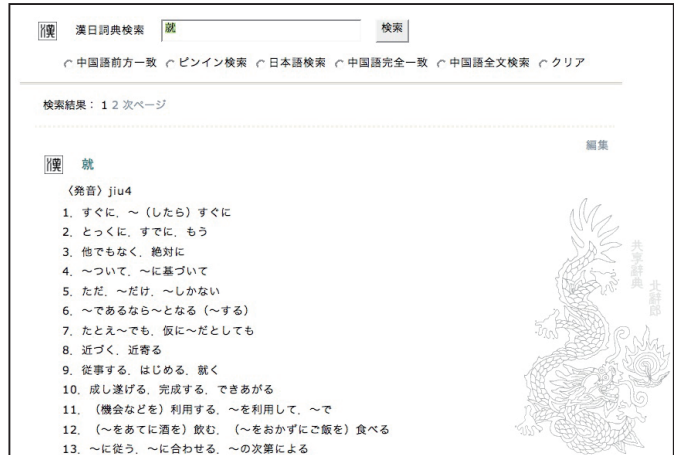 漢 漢日詞典検索 就 検索
中国語前方一致 ピンイン検索 日本語検索 中国語完全一致 中国語全文検索 クリア
検索結果： 1 2 次ページ
編集
漢 就
〈発音〉jiu4
1．すぐに．～（したら）すぐに
2．とっくに．すでに．もう
3．他でもなく．絶対に
4．～ついて．～に基づいて
5．ただ．～だけ．～しかない
6．～であるなら～となる（～する）
7．たとえ～でも．仮に～だとしても
8．近づく．近寄る
9．従事する．はじめる．就く
10．成し遂げる．完成する．できあがる
11．（機会などを）利用する．～を利用して．～で
12．（～をあてに酒を）飲む．（～をおかずにご飯を）食べる
13．～に従う．～に合わせる．～の次第による
共享辞典
北辞郎